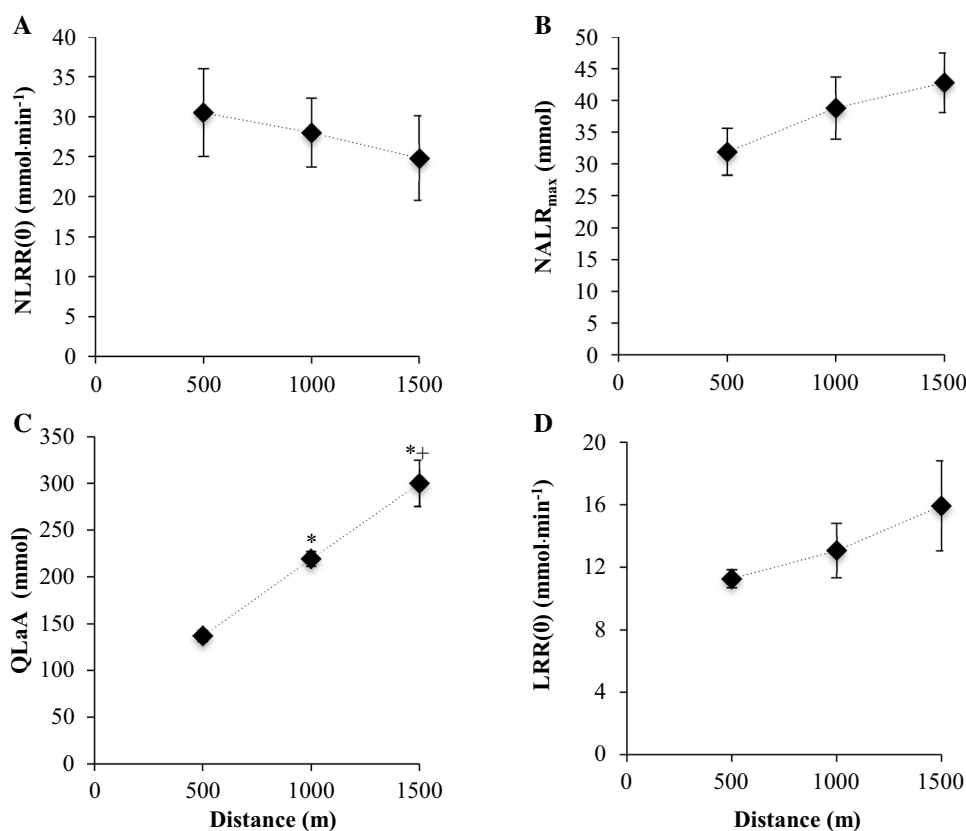 A
NLRR(0) (mmol·min⁻¹)
40
35
30
25
20
15
10
5
0
0 500 1000 1500
B
NALRmax (mmol)
50
45
40
35
30
25
20
15
10
5
0
0 500 1000 1500
C
QLaA (mmol)
350
300
250
200
150
100
50
0
*
*+
0 500 1000 1500
Distance (m)
D
LRR(0) (mmol·min⁻¹)
20
16
12
8
4
0
0 500 1000 1500
Distance (m)